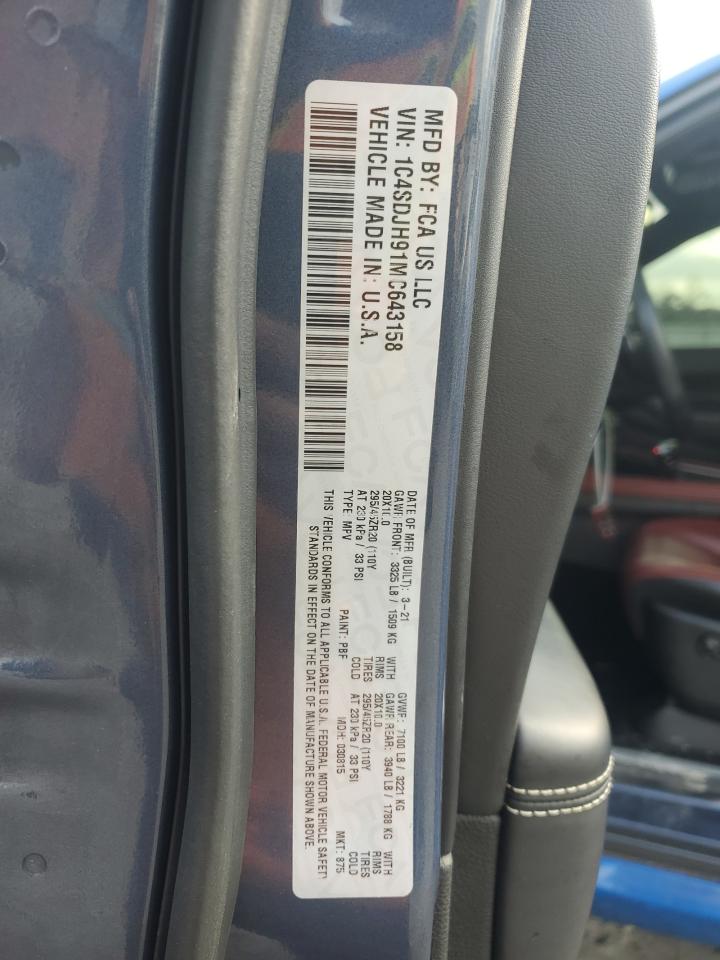 MFD BY: FCA US LLC
VIN: 1C4SDJH91MC643158
VEHICLE MADE IN: U.S.A.
DATE OF MFR (BUILT): 3-21 GVWR: 7100 LB / 3221 KG
GAWR FRONT: 3325 LB / 1509 KG WITH GAWR REAR: 3940 LB / 1788 KG WITH
20X10.0 RIMS 20X10.0 RIMS
295/45ZR20 (110Y TIRES 295/45ZR20 (110Y TIRES
AT 230 kPa / 33 PSI COLD AT 230 kPa / 33 PSI COLD
TYPE: MPV PAINT: PBF MDH: 030815 MKT: 875
THIS VEHICLE CONFORMS TO ALL APPLICABLE U.S.A. FEDERAL MOTOR VEHICLE SAFETY
STANDARDS IN EFFECT ON THE DATE OF MANUFACTURE SHOWN ABOVE.